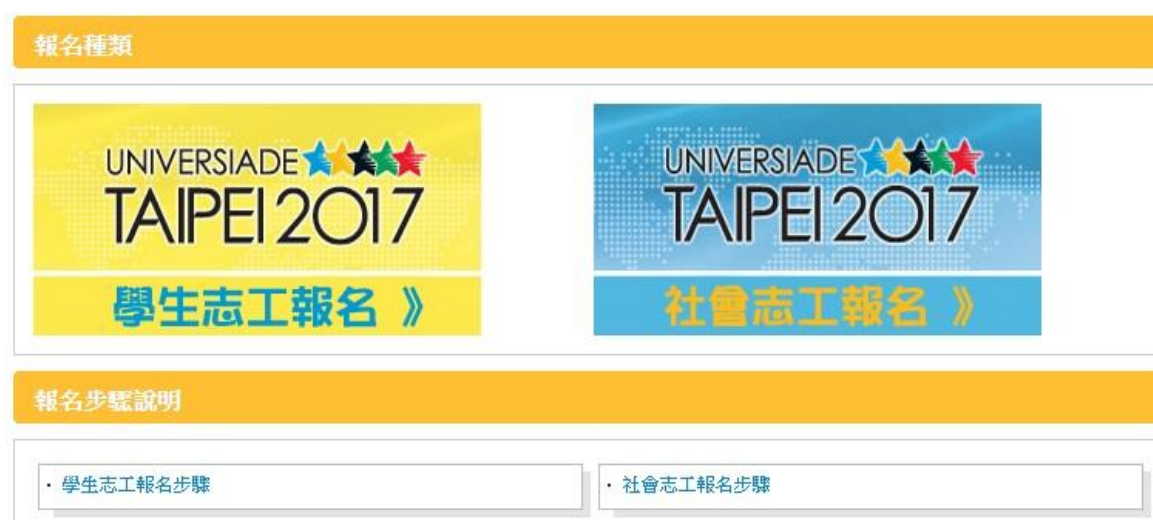 報名種類
UNIVERSIADE
TAIPEI 2017
學生志工報名 》
UNIVERSIADE
TAIPEI 2017
社會志工報名 》
報名步驟說明
· 學生志工報名步驟
· 社會志工報名步驟